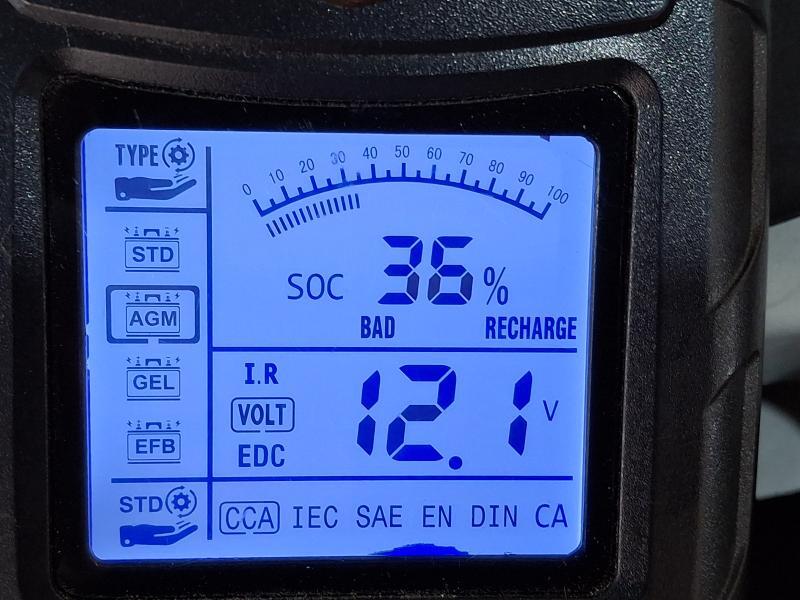 TYPE
0 10 20 30 40 50 60 70 80 90 100
STD
SOC 36%
AGM
BAD RECHARGE
GEL
I.R
VOLT 12.1 V
EFB
EDC
STD
CCA IEC SAE EN DIN CA